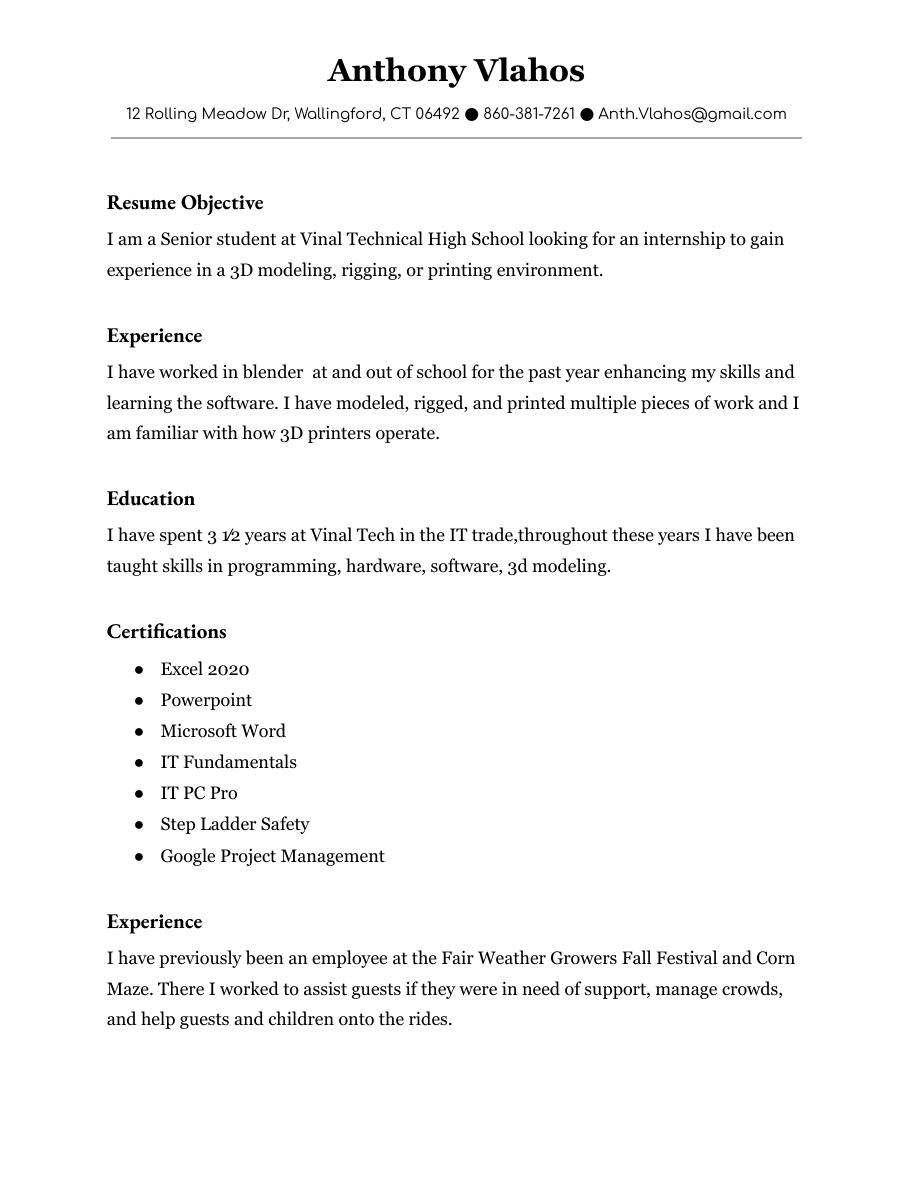 Anthony Vlahos
12 Rolling Meadow Dr, Wallingford, CT 06492 ● 860-381-7261 ● Anth.Vlahos@gmail.com
Resume Objective
I am a Senior student at Vinal Technical High School looking for an internship to gain
experience in a 3D modeling, rigging, or printing environment.
Experience
I have worked in blender  at and out of school for the past year enhancing my skills and
learning the software. I have modeled, rigged, and printed multiple pieces of work and I
am familiar with how 3D printers operate.
Education
I have spent 3 1⁄2 years at Vinal Tech in the IT trade,throughout these years I have been
taught skills in programming, hardware, software, 3d modeling.
Certifications
● Excel 2020
● Powerpoint
● Microsoft Word
● IT Fundamentals
● IT PC Pro
● Step Ladder Safety
● Google Project Management
Experience
I have previously been an employee at the Fair Weather Growers Fall Festival and Corn
Maze. There I worked to assist guests if they were in need of support, manage crowds,
and help guests and children onto the rides.